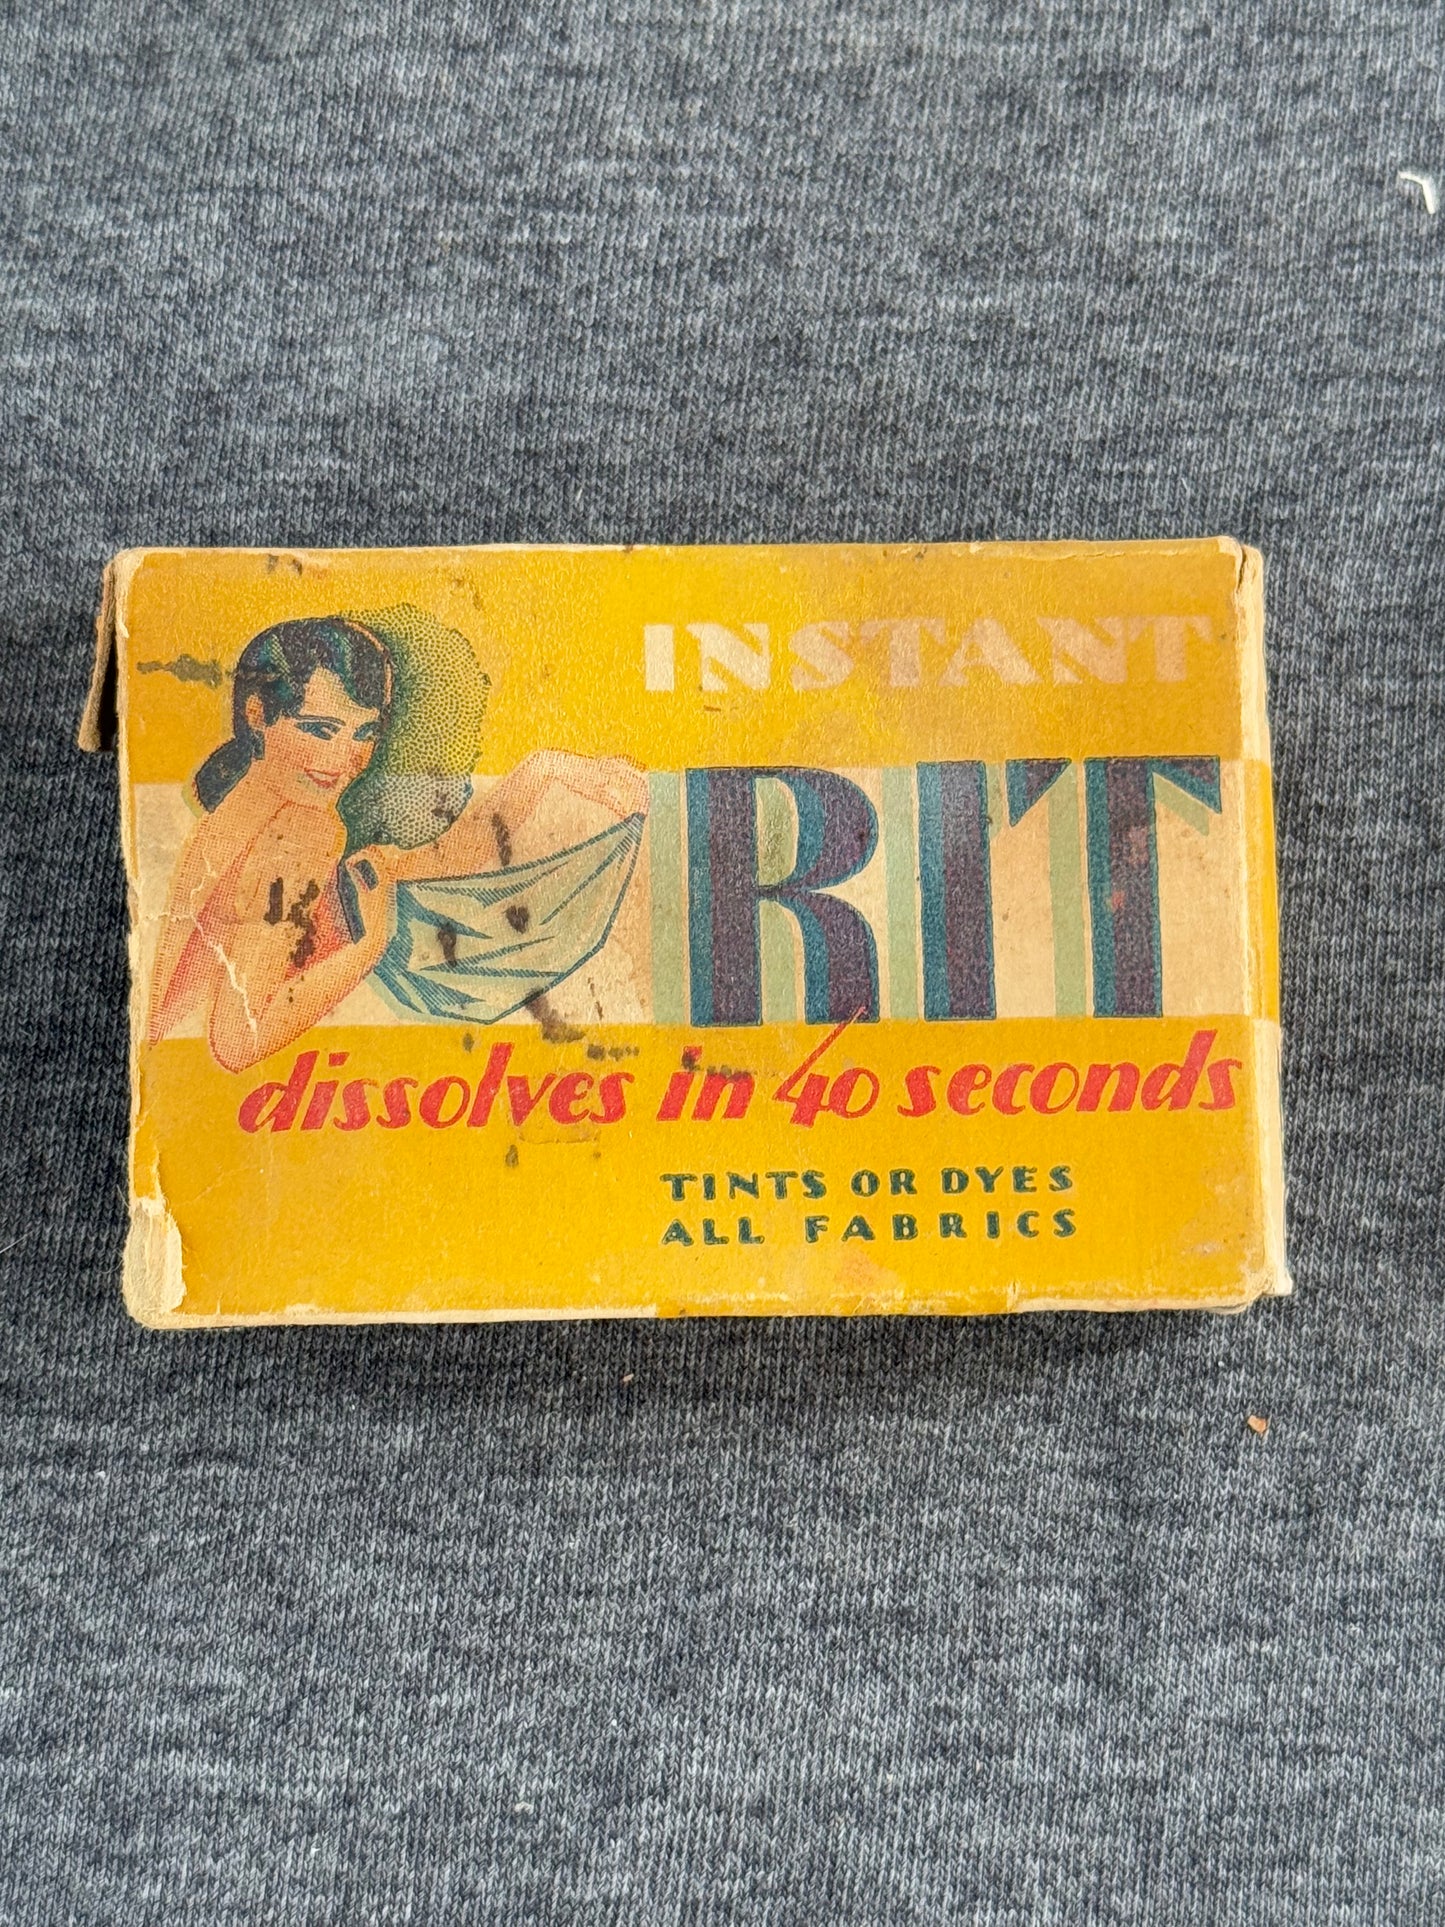 INSTANT
RIT
dissolves in 40 seconds
TINTS OR DYES
ALL FABRICS